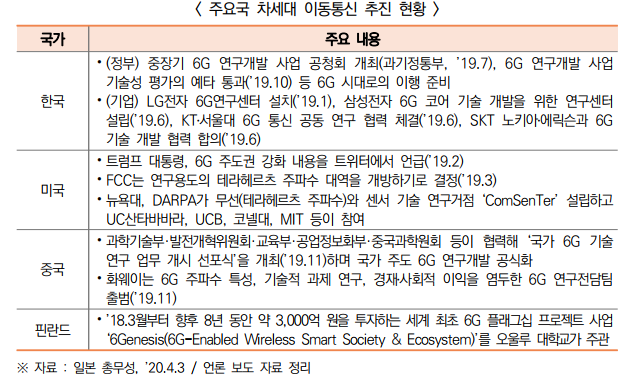 < 주요국 차세대 이동통신 추진 현황 >
국가
주요 내용
한국
• (정부) 중장기 6G 연구개발 사업 공청회 개최(과기정통부, ’19.7), 6G 연구개발 사업
기술성 평가의 예타 통과(’19.10) 등 6G 시대로의 이행 준비
• (기업) LG전자 6G연구센터 설치(’19.1), 삼성전자 6G 코어 기술 개발을 위한 연구센터
설립(’19.6), KT·서울대 6G 통신 공동 연구 협력 체결(’19.6), SKT 노키아·에릭슨과 6G
기술 개발 협력 합의(’19.6)
미국
• 트럼프 대통령, 6G 주도권 강화 내용을 트위터에서 언급(’19.2)
• FCC는 연구용도의 테라헤르츠 주파수 대역을 개방하기로 결정(’19.3)
• 뉴욕대, DARPA가 무선(테라헤르츠 주파수)와 센서 기술 연구거점 ‘ComSenTer’ 설립하고
UC산타바바라, UCB, 코넬대, MIT 등이 참여
중국
• 과학기술부·발전개혁위원회·교육부·공업정보화부·중국과학원회 등이 협력해 ‘국가 6G 기술
연구 업무 개시 선포식’을 개최(’19.11)하며 국가 주도 6G 연구개발 공식화
• 화웨이는 6G 주파수 특성, 기술적 과제 연구, 경재·사회적 이익을 염두한 6G 연구전담팀
출범(’19.11)
핀란드
• ’18.3월부터 향후 8년 동안 약 3,000억 원을 투자하는 세계 최초 6G 플래그십 프로젝트 사업
‘6Genesis(6G-Enabled Wireless Smart Society & Ecosystem)’를 오울루 대학교가 주관
※ 자료 : 일본 총무성, ’20.4.3 / 언론 보도 자료 정리